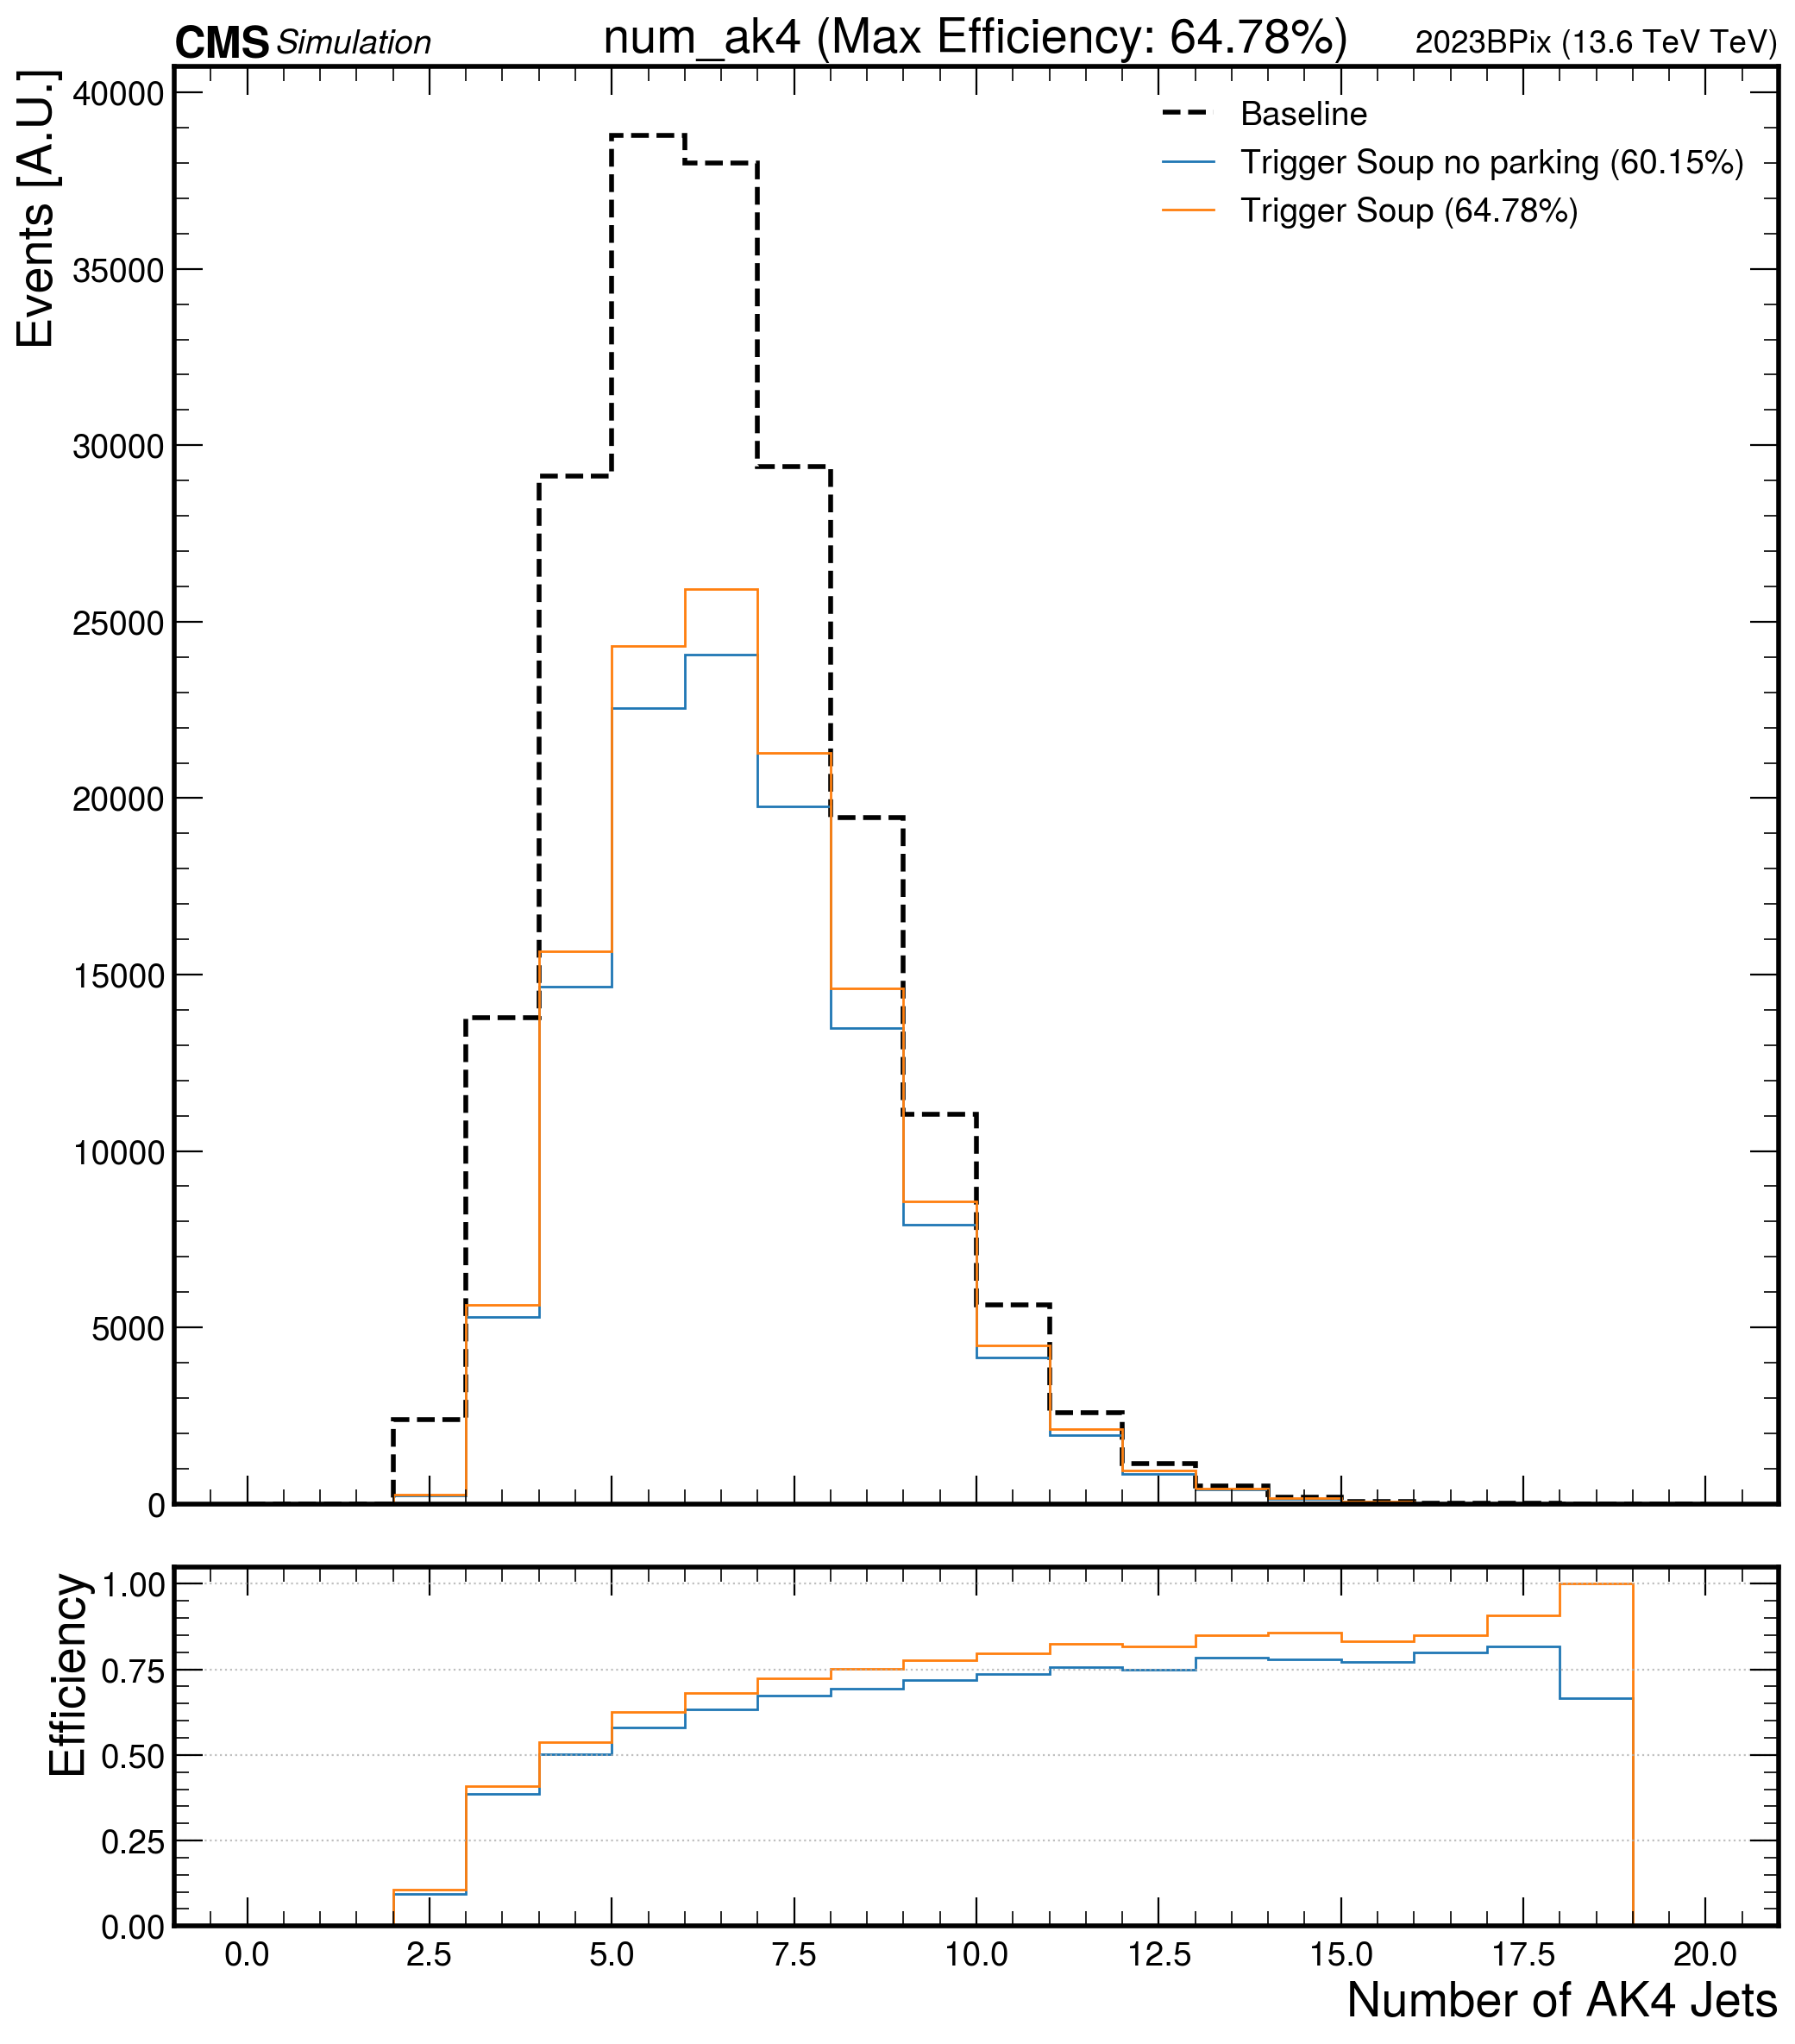 CMS Simulation num_ak4 (Max Efficiency: 64.78%) 2023BPix (13.6 TeV TeV)
Events [A.U.]
40000
35000
30000
25000
20000
15000
10000
5000
0
Baseline
Trigger Soup no parking (60.15%)
Trigger Soup (64.78%)
Efficiency
1.00
0.75
0.50
0.25
0.00
0.0 2.5 5.0 7.5 10.0 12.5 15.0 17.5 20.0
Number of AK4 Jets